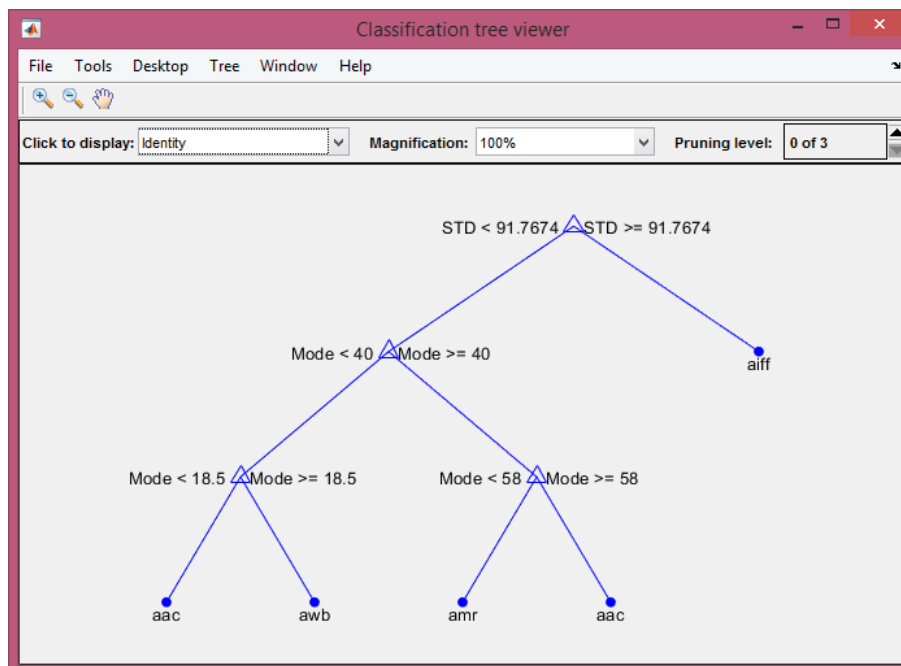 Classification tree viewer
File Tools Desktop Tree Window Help
Click to display: Identity Magnification: 100% Pruning level: 0 of 3
STD < 91.7674 STD >= 91.7674
Mode < 40 Mode >= 40
aiff
Mode < 18.5 Mode >= 18.5 Mode < 58 Mode >= 58
aac awb amr aac